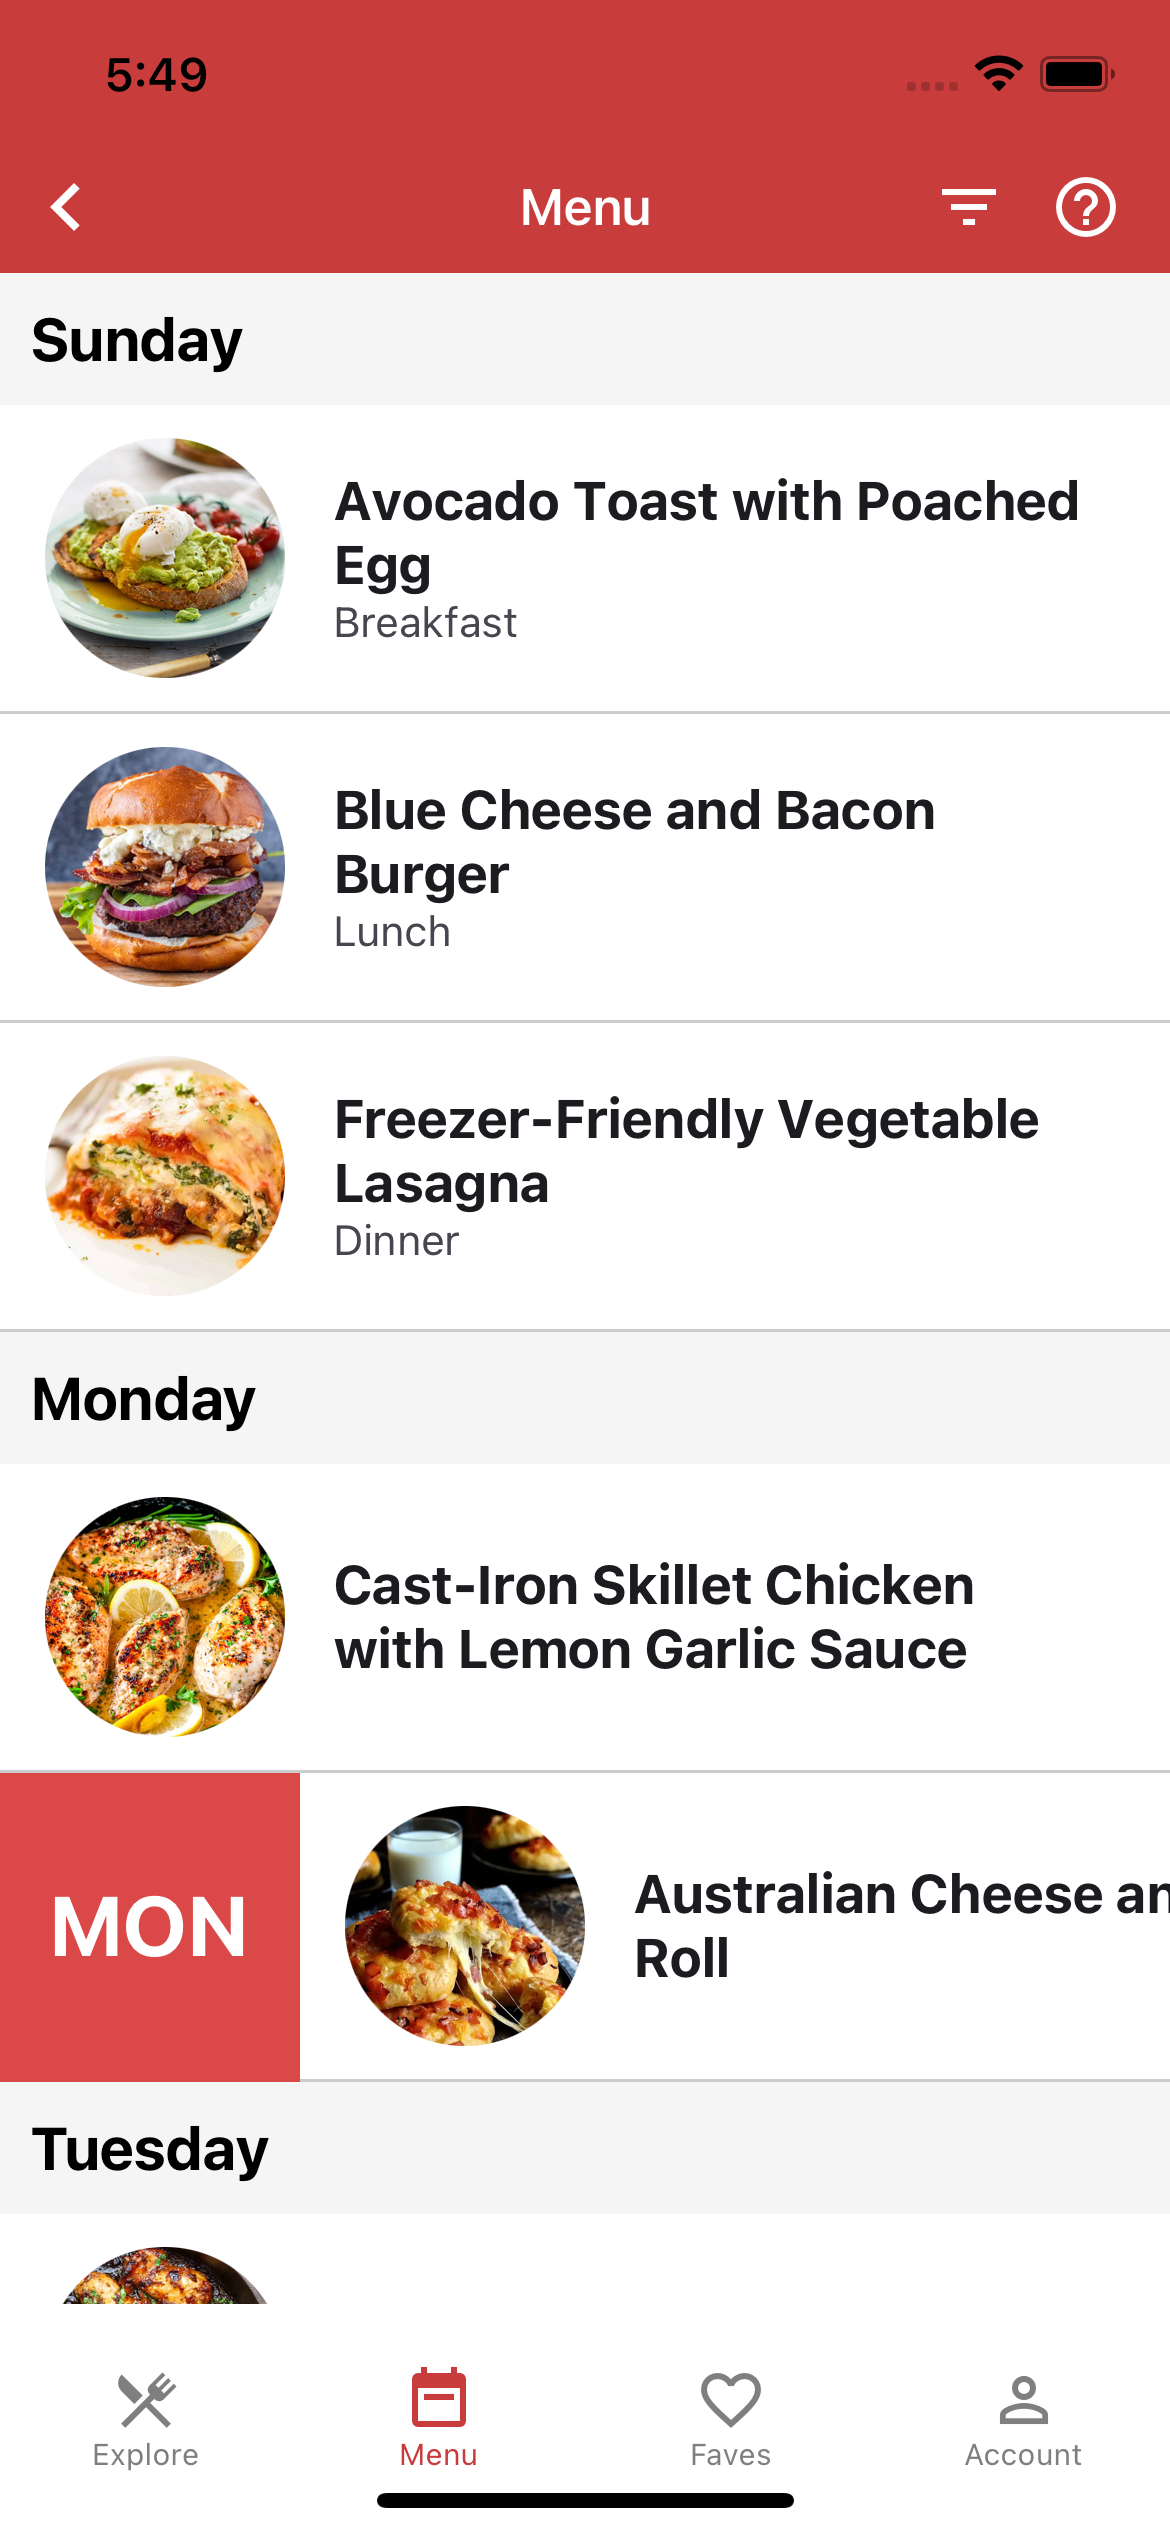 5:49
Menu
Sunday
Avocado Toast with Poached
Egg
Breakfast
Blue Cheese and Bacon
Burger
Lunch
Freezer-Friendly Vegetable
Lasagna
Dinner
Monday
Cast-Iron Skillet Chicken
with Lemon Garlic Sauce
MON
Australian Cheese an
Roll
Tuesday
Explore
Menu
Faves
Account